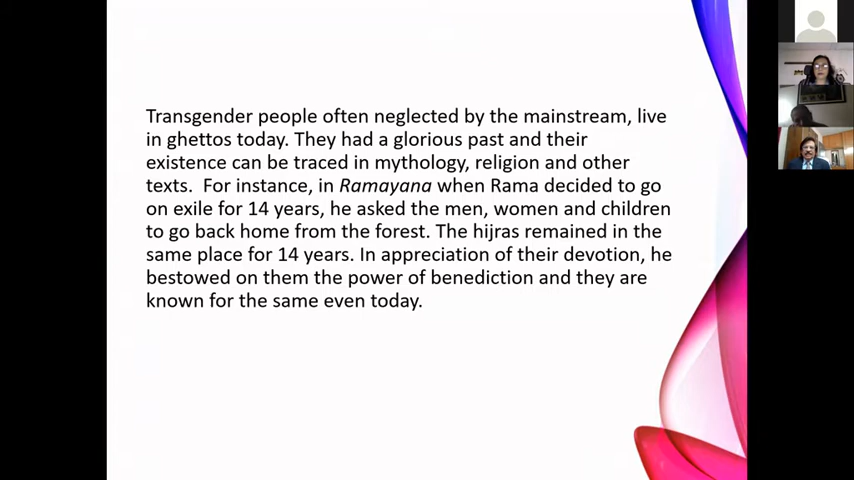 Transgender people often neglected by the mainstream, live
in ghettos today. They had a glorious past and their
existence can be traced in mythology, religion and other
texts.  For instance, in Ramayana when Rama decided to go
on exile for 14 years, he asked the men, women and children
to go back home from the forest. The hijras remained in the
same place for 14 years. In appreciation of their devotion, he
bestowed on them the power of benediction and they are
known for the same even today.